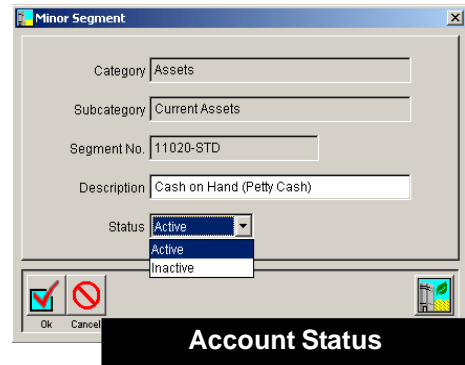 Minor Segment
Category Assets
Subcategory Current Assets
Segment No. 11020-STD
Description Cash on Hand (Petty Cash)
Status Active
Active
Inactive
Ok Cancel
Account Status